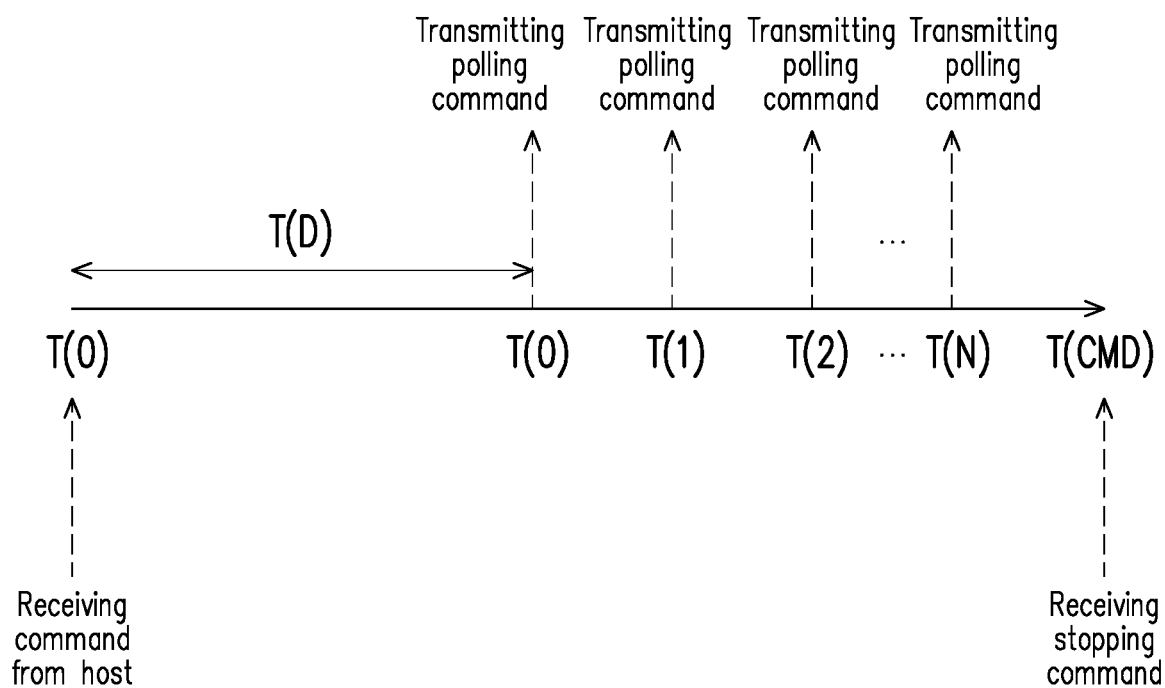 Transmitting Transmitting Transmitting Transmitting
polling polling polling polling
command command command command
T(D)
...
T(0) T(0) T(1) T(2) ... T(N) T(CMD)
Receiving
command
from host
Receiving
stopping
command